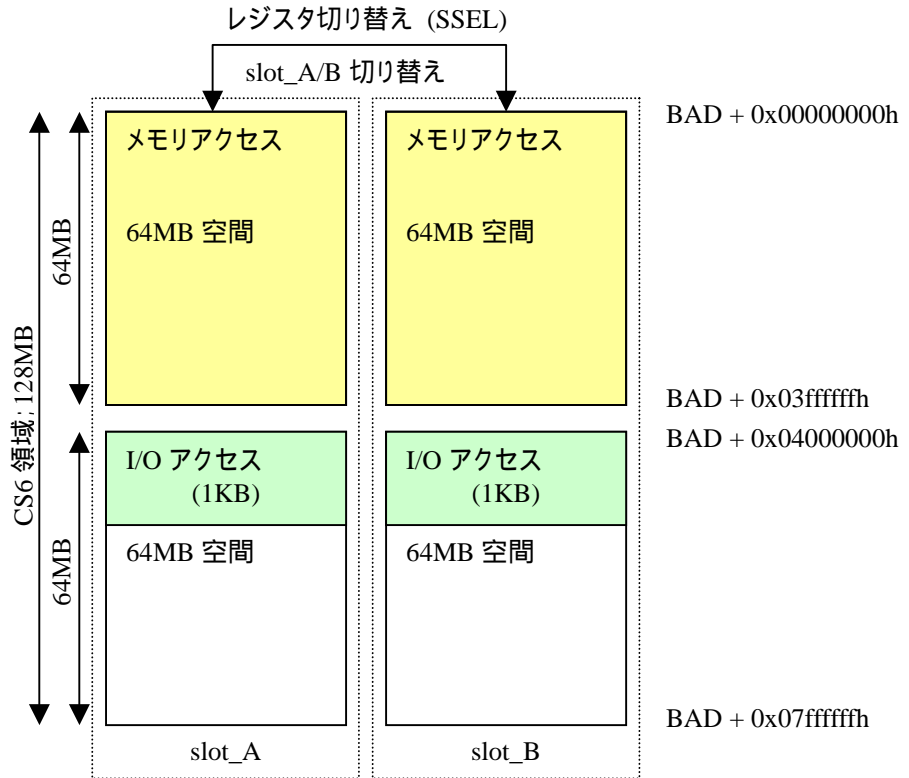 レジスタ切り替え (SSEL)
slot_A/B 切り替え
メモリアクセス
64MB 空間
メモリアクセス
64MB 空間
BAD + 0x00000000h
64MB
CS6 領域; 128MB
BAD + 0x03ffffffh
BAD + 0x04000000h
I/O アクセス
(1KB)
64MB 空間
I/O アクセス
(1KB)
64MB 空間
64MB
BAD + 0x07ffffffh
slot_A
slot_B